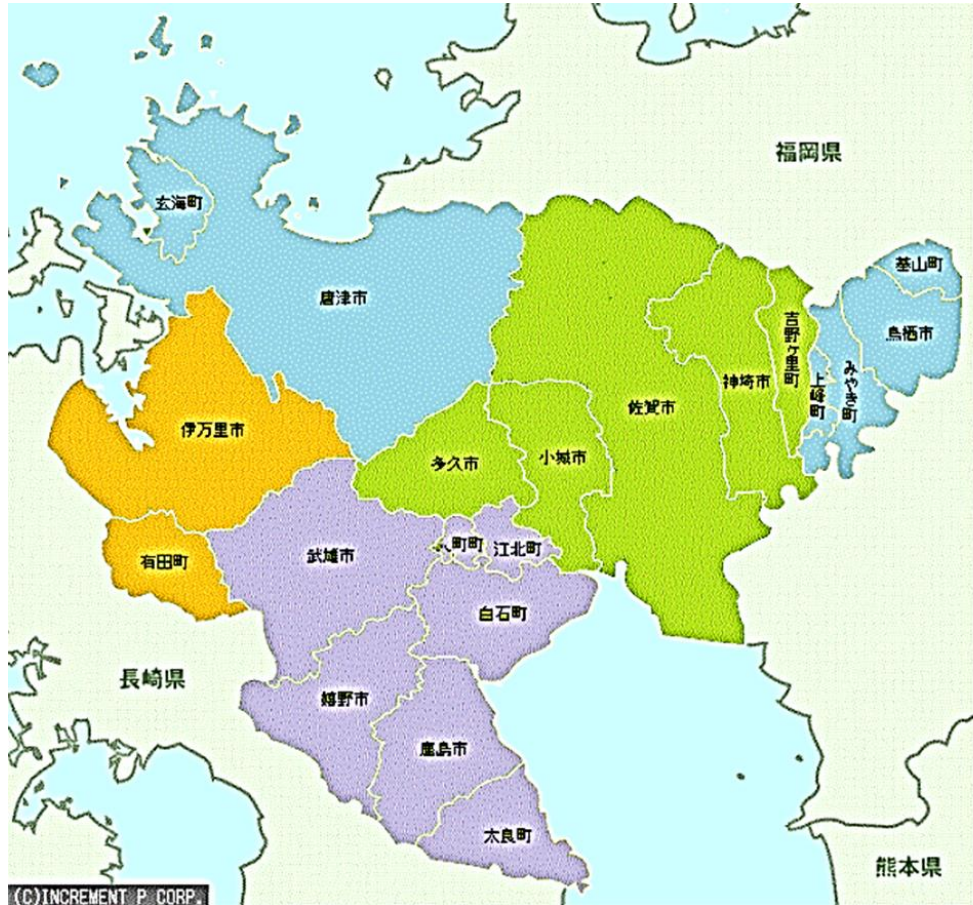 福岡県
玄海町
基山町
唐津市
鳥栖市
吉野ヶ里町
みやき町
上峰町
神埼市
佐賀市
伊万里市
多久市
小城市
大町町
江北町
武雄市
有田町
白石町
長崎県
嬉野市
鹿島市
太良町
熊本県
(C)INCREMENT P CORP.